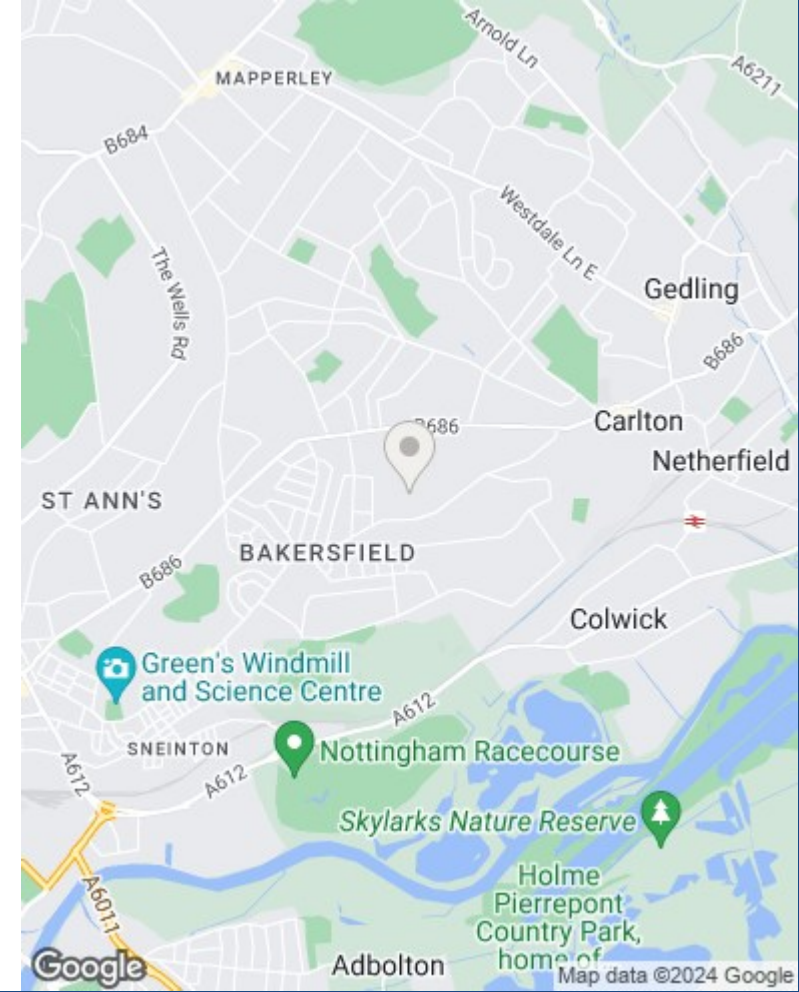 Arnold Ln
A6211
MAPPERLEY
B684
Westdale Ln E
The Wells Rd
Gedling
B686
B686
Carlton
Netherfield
ST ANN'S
BAKERSFIELD
B686
Colwick
Green's Windmill
and Science Centre
A612
SNEINTON
Nottingham Racecourse
A612
A612
Skylarks Nature Reserve
Holme
Pierrepont
Country Park,
home of...
A6011
Adbolton
Google
Map data ©2024 Google